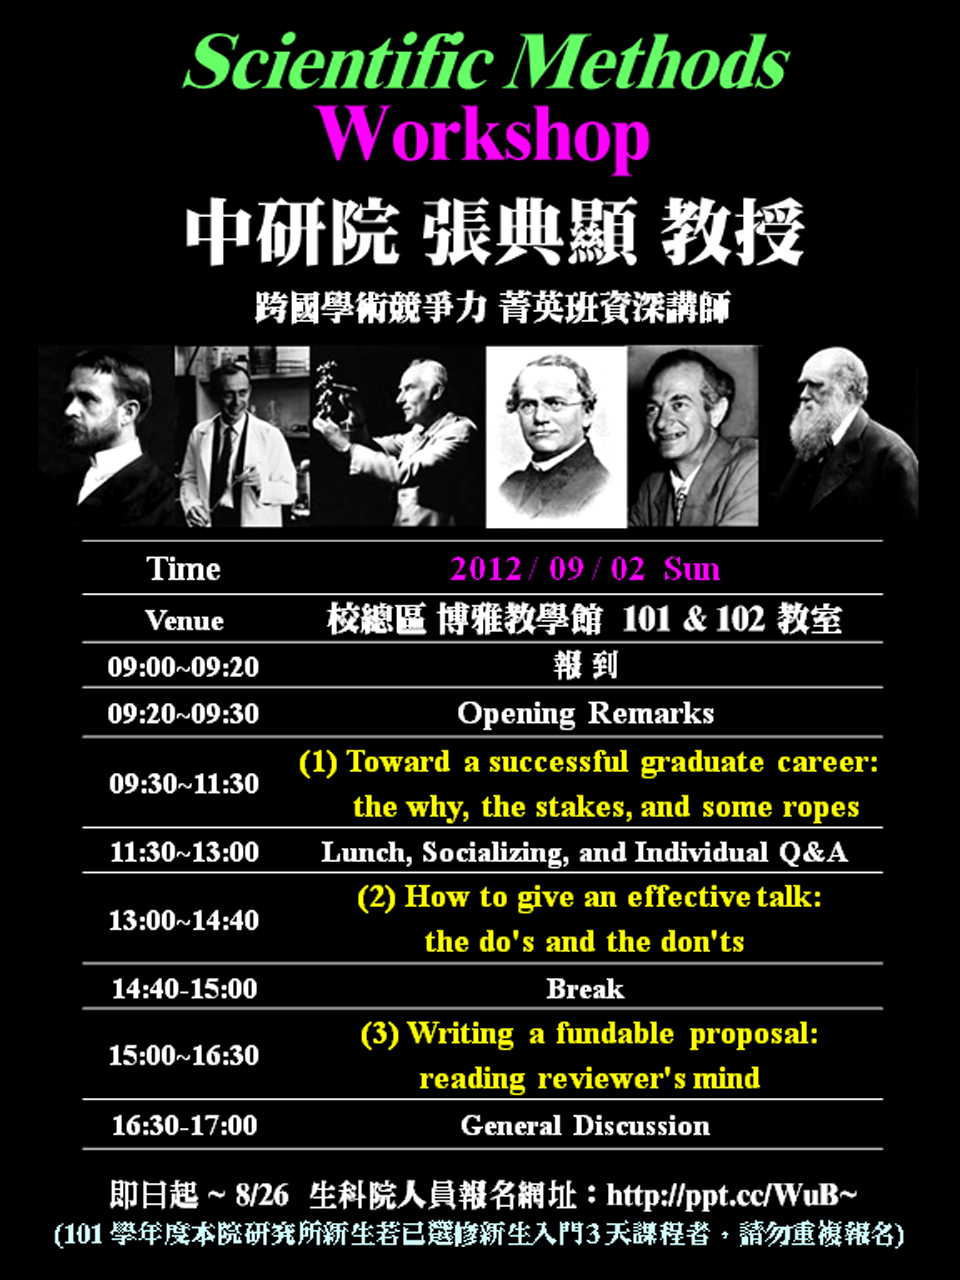 Scientific Methods
Workshop
中研院 張典顯 教授
跨國學術競爭力 菁英班資深講師
Time 2012 / 09 / 02 Sun
Venue 校總區 博雅教學館 101 & 102 教室
09:00~09:20 報 到
09:20~09:30 Opening Remarks
09:30~11:30 (1) Toward a successful graduate career:
the why, the stakes, and some ropes
11:30~13:00 Lunch, Socializing, and Individual Q&A
13:00~14:40 (2) How to give an effective talk:
the do's and the don'ts
14:40-15:00 Break
15:00~16:30 (3) Writing a fundable proposal:
reading reviewer's mind
16:30-17:00 General Discussion
即日起 ~ 8/26 生科院人員報名網址：http://ppt.cc/WuB~
(101 學年度本院研究所新生若已選修新生入門3天課程者，請勿重複報名)